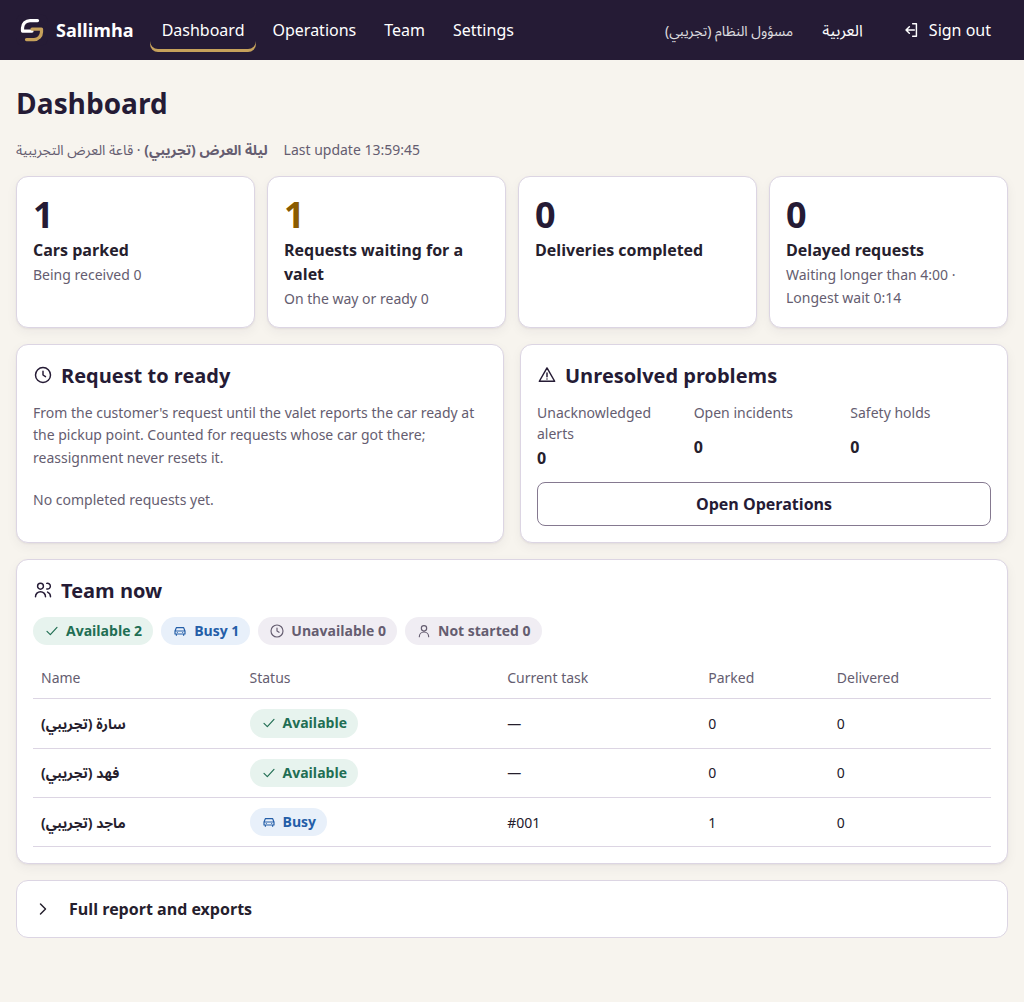 Sallimha
Dashboard
Operations
Team
Settings
مسؤول النظام (تجريبي)
العربية
Sign out
Dashboard
ليلة العرض (تجريبي) · قاعة العرض التجريبية
Last update 13:59:45
1
Cars parked
Being received 0
1
Requests waiting for a
valet
On the way or ready 0
0
Deliveries completed
0
Delayed requests
Waiting longer than 4:00 ·
Longest wait 0:14
Request to ready
From the customer's request until the valet reports the car ready at
the pickup point. Counted for requests whose car got there;
reassignment never resets it.
No completed requests yet.
Unresolved problems
Unacknowledged
alerts
0
Open incidents
0
Safety holds
0
Open Operations
Team now
Available 2
Busy 1
Unavailable 0
Not started 0
Name Status Current task Parked Delivered
سارة (تجريبي) Available — 0 0
فهد (تجريبي) Available — 0 0
ماجد (تجريبي) Busy #001 1 0
Full report and exports